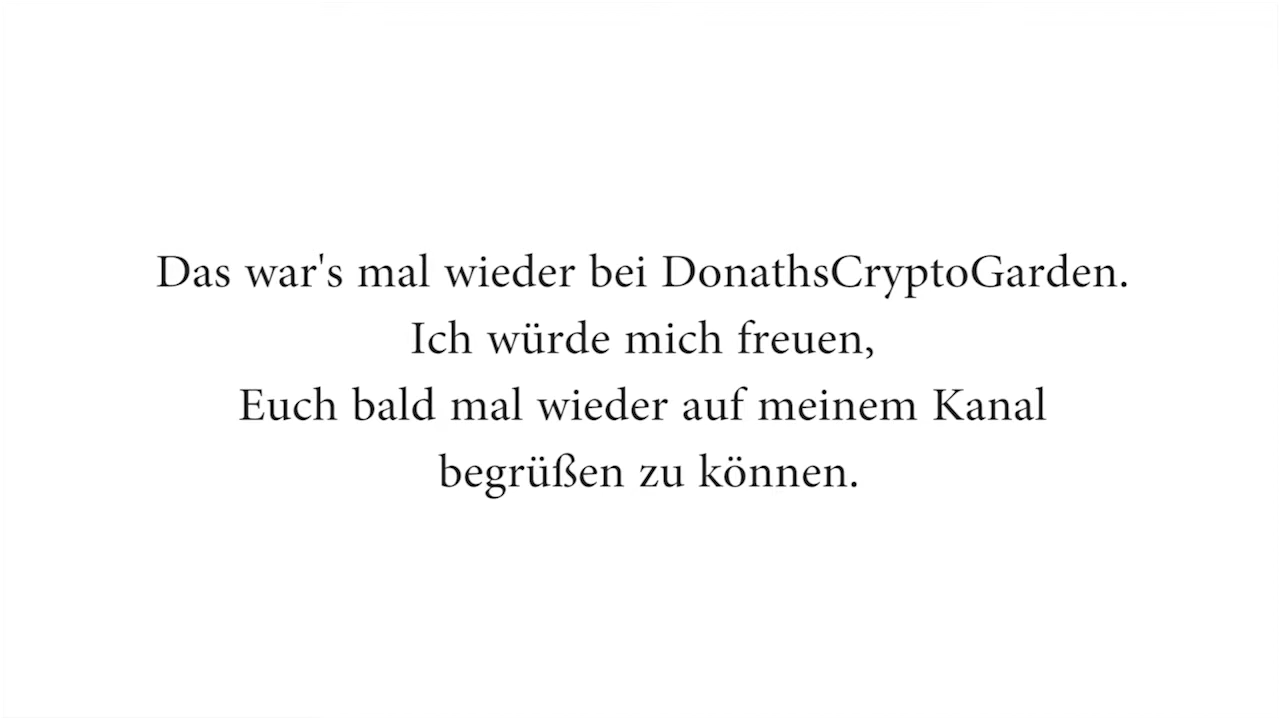 Das war's mal wieder bei DonathsCryptoGarden.
Ich würde mich freuen,
Euch bald mal wieder auf meinem Kanal
begrüßen zu können.